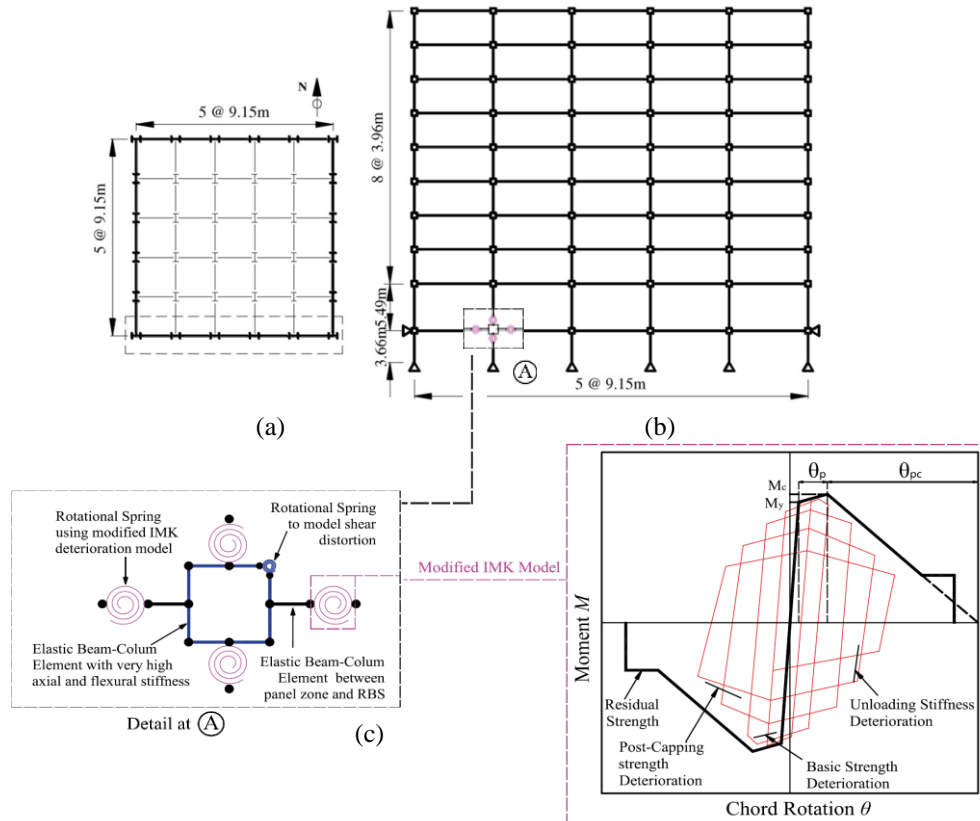 N
5 @ 9.15m
5 @ 9.15m
(a)
8 @ 3.96m
5.49m
3.66m
A
5 @ 9.15m
(b)
Rotational Spring
using modified IMK
deterioration model
Rotational Spring
to model shear
distortion
Elastic Beam-Colum
Element with very high
axial and flexural stiffness
Elastic Beam-Colum
Element between
panel zone and RBS
Detail at A
(c)
Modified IMK Model
θp
θpc
Mc
My
Moment M
Residual
Strength
Post-Capping
strength
Deterioration
Unloading Stiffness
Deterioration
Basic Strength
Deterioration
Chord Rotation θ